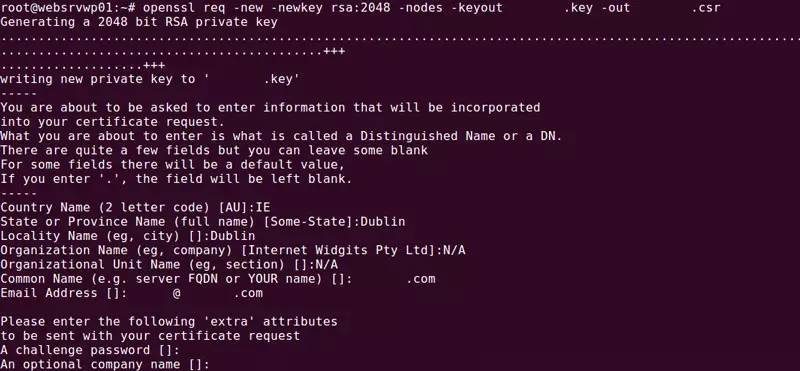 root@websrvwp01:~# openssl req -new -newkey rsa:2048 -nodes -keyout .key -out .csr
Generating a 2048 bit RSA private key
....................................................................................................
...........................................+++
...................+++
writing new private key to ' .key'
-----
You are about to be asked to enter information that will be incorporated
into your certificate request.
What you are about to enter is what is called a Distinguished Name or a DN.
There are quite a few fields but you can leave some blank
For some fields there will be a default value,
If you enter '.', the field will be left blank.
-----
Country Name (2 letter code) [AU]:IE
State or Province Name (full name) [Some-State]:Dublin
Locality Name (eg, city) []:Dublin
Organization Name (eg, company) [Internet Widgits Pty Ltd]:N/A
Organizational Unit Name (eg, section) []:N/A
Common Name (e.g. server FQDN or YOUR name) []: .com
Email Address []: @ .com
Please enter the following 'extra' attributes
to be sent with your certificate request
A challenge password []:
An optional company name []: